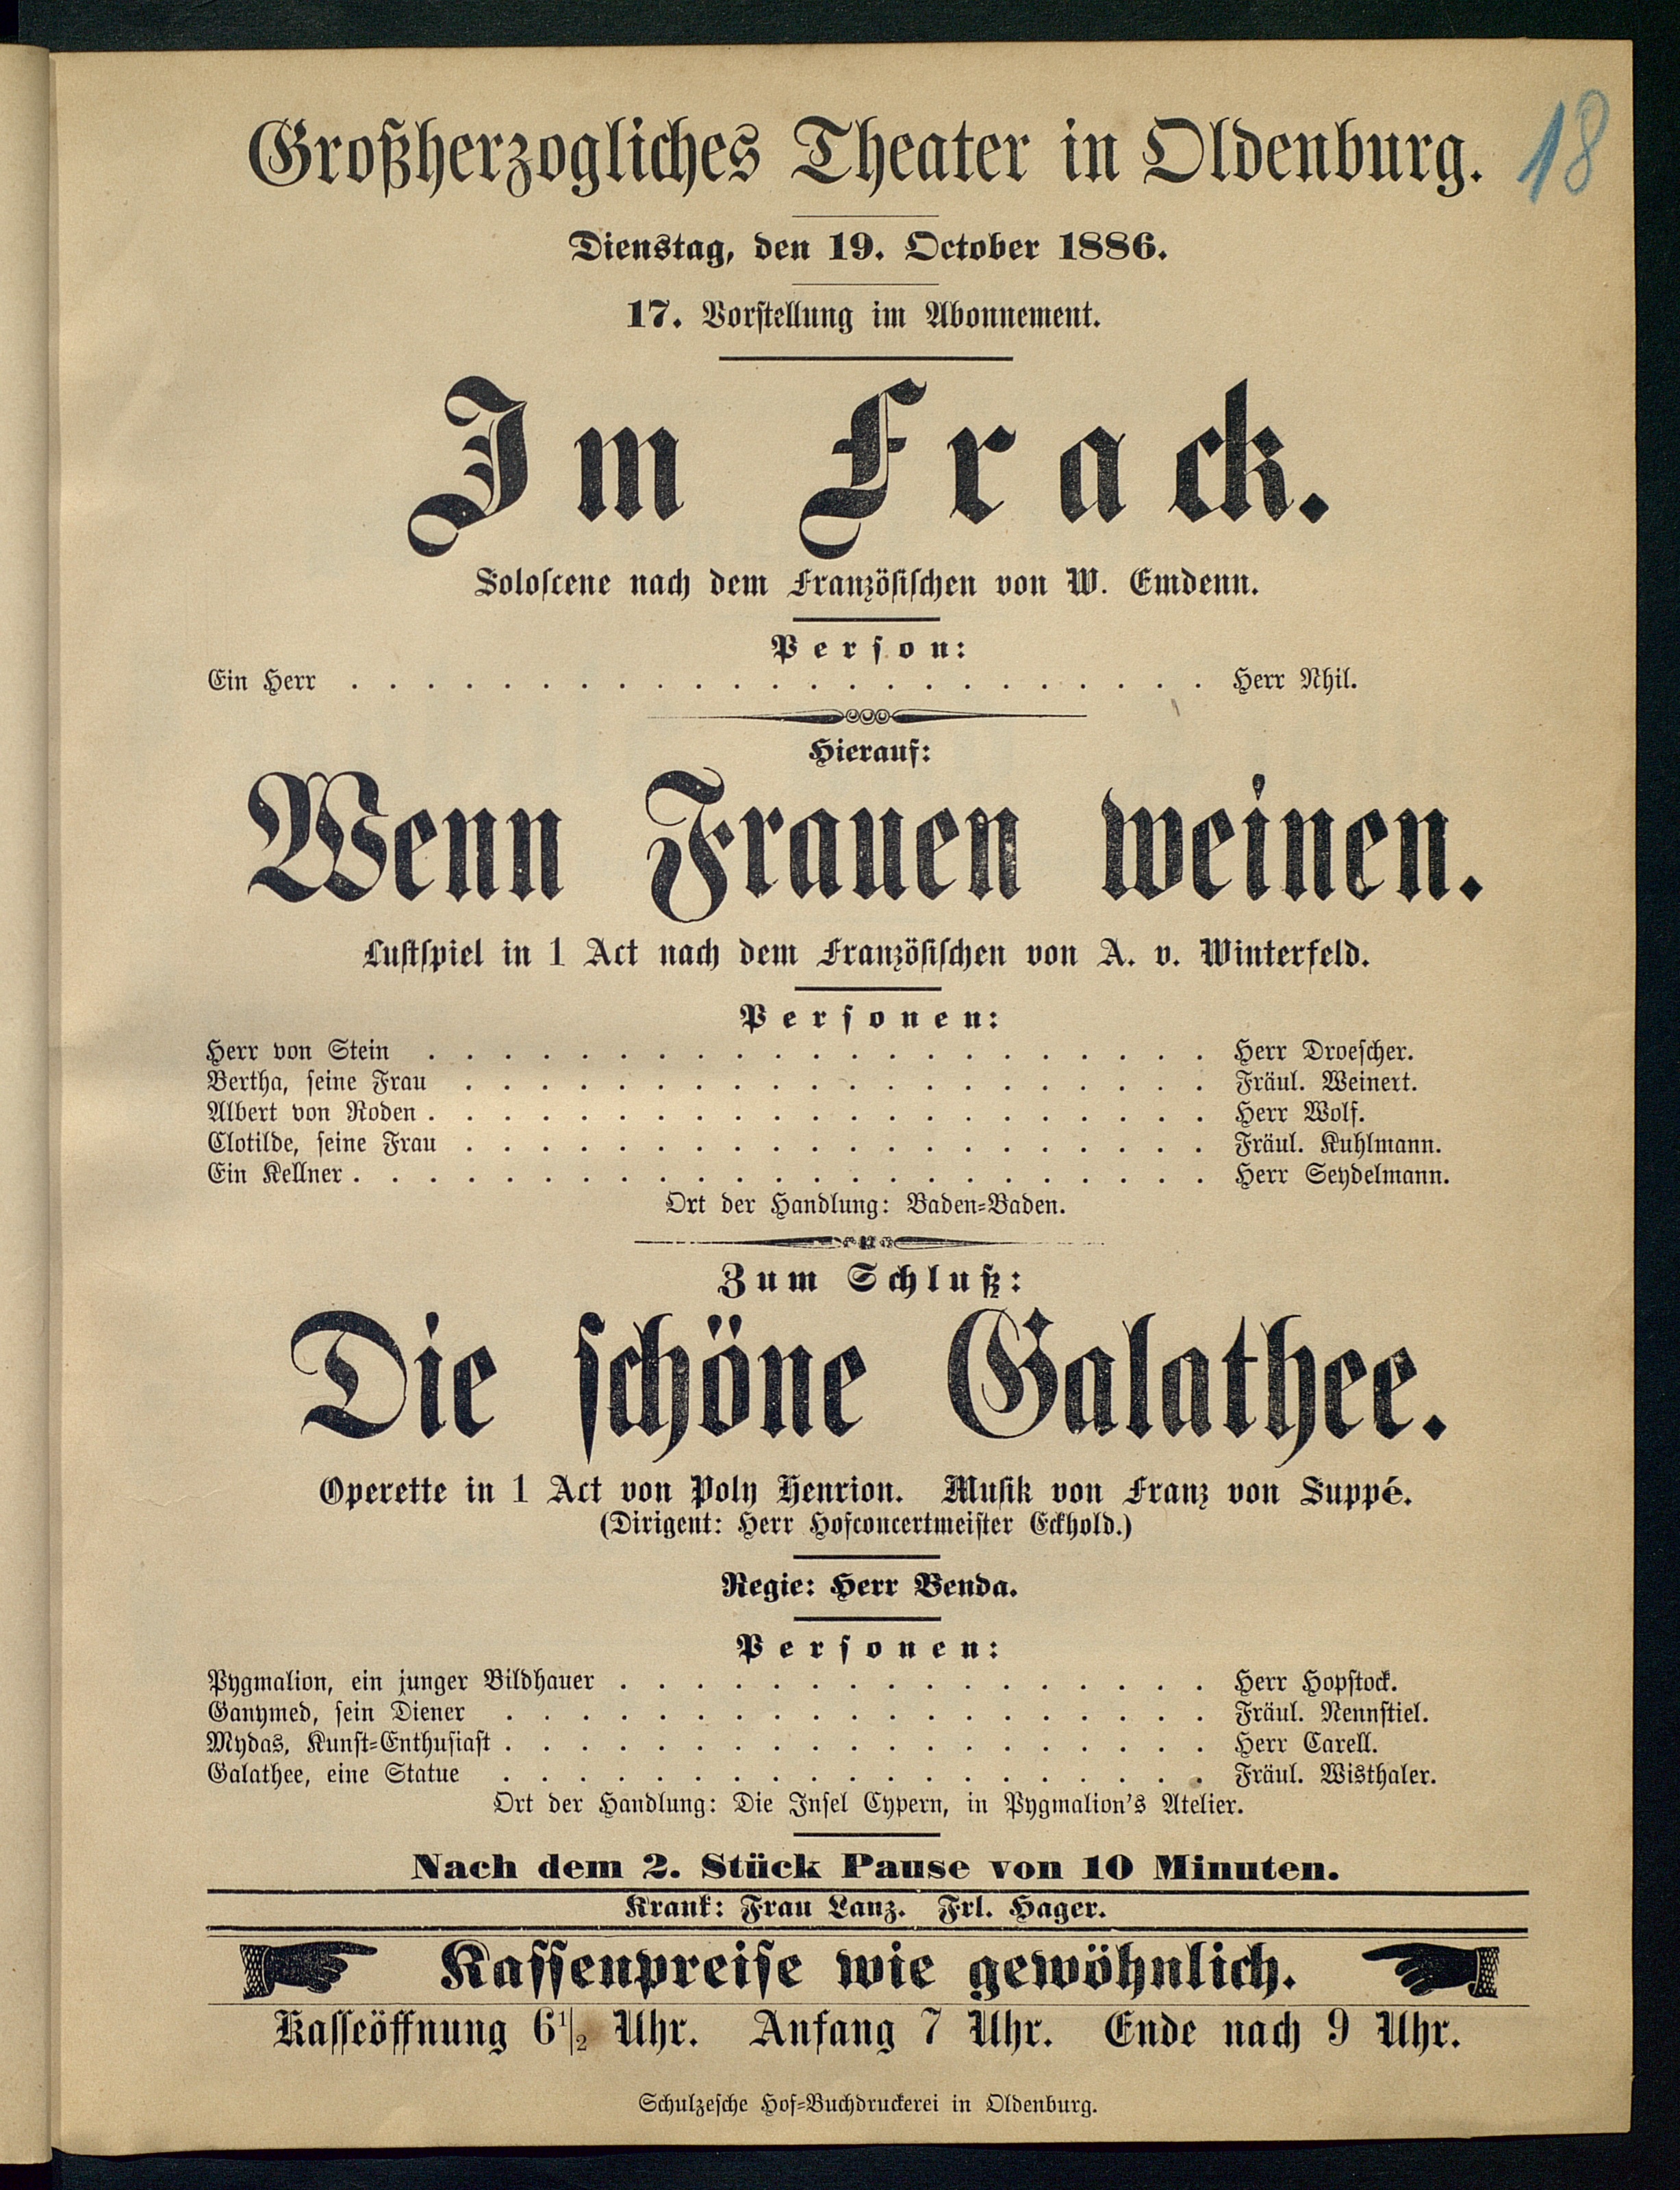 18
Großherzogliches Theater in Oldenburg.
Dienstag, den 19. October 1886.
17. Vorstellung im Abonnement.
Im Frack.
Soloscene nach dem Französischen von W. Emdenn.
Person:
Ein Herr . . . . . . . . . . . . . . . . . . . . . . . Herr Nhil.
Hierauf:
Wenn Frauen weinen.
Lustspiel in 1 Act nach dem Französischen von A. v. Winterfeld.
Personen:
Herr von Stein . . . . . . . . . . . . . . . . . . . . . Herr Droescher.
Bertha, seine Frau . . . . . . . . . . . . . . . . . . . . Fräul. Weinert.
Albert von Roden . . . . . . . . . . . . . . . . . . . . . Herr Wolf.
Clotilde, seine Frau . . . . . . . . . . . . . . . . . . . . Fräul. Kuhlmann.
Ein Kellner . . . . . . . . . . . . . . . . . . . . . . . Herr Seydelmann.
Ort der Handlung: Baden-Baden.
Zum Schluß:
Die schöne Galathee.
Operette in 1 Act von Poly Henrion. Musik von Franz von Suppé.
(Dirigent: Herr Hofconcertmeister Eckhold.)
Regie: Herr Benda.
Personen:
Pygmalion, ein junger Bildhauer . . . . . . . . . . . . . . . . Herr Hopstock.
Ganymed, sein Diener . . . . . . . . . . . . . . . . . . . Fräul. Nennstiel.
Mydas, Kunst-Enthusiast . . . . . . . . . . . . . . . . . . . Herr Carell.
Galathee, eine Statue . . . . . . . . . . . . . . . . . . . Fräul. Wisthaler.
Ort der Handlung: Die Insel Cypern, in Pygmalion's Atelier.
Nach dem 2. Stück Pause von 10 Minuten.
Krank: Frau Lanz. Frl. Hager.
Kassenpreise wie gewöhnlich.
Kasseöffnung 6 1/2 Uhr. Anfang 7 Uhr. Ende nach 9 Uhr.
Schulzesche Hof-Buchdruckerei in Oldenburg.